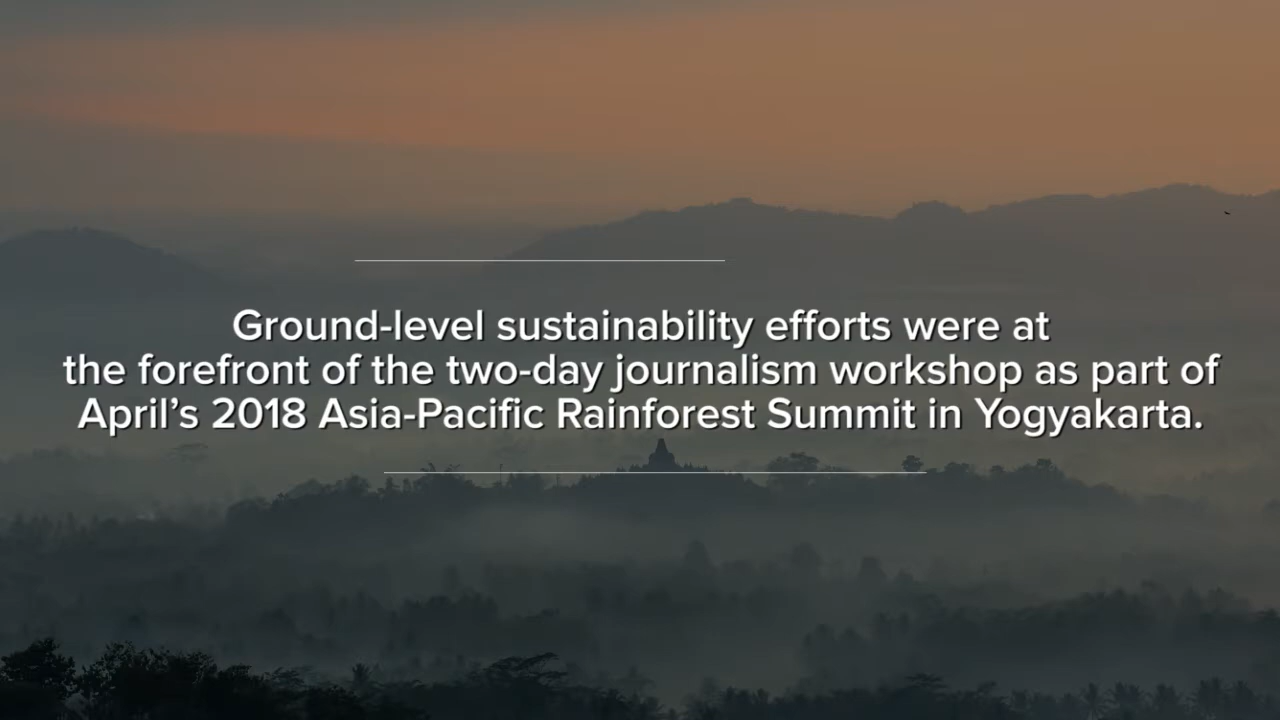 Ground-level sustainability efforts were at
the forefront of the two-day journalism workshop as part of
April’s 2018 Asia-Pacific Rainforest Summit in Yogyakarta.